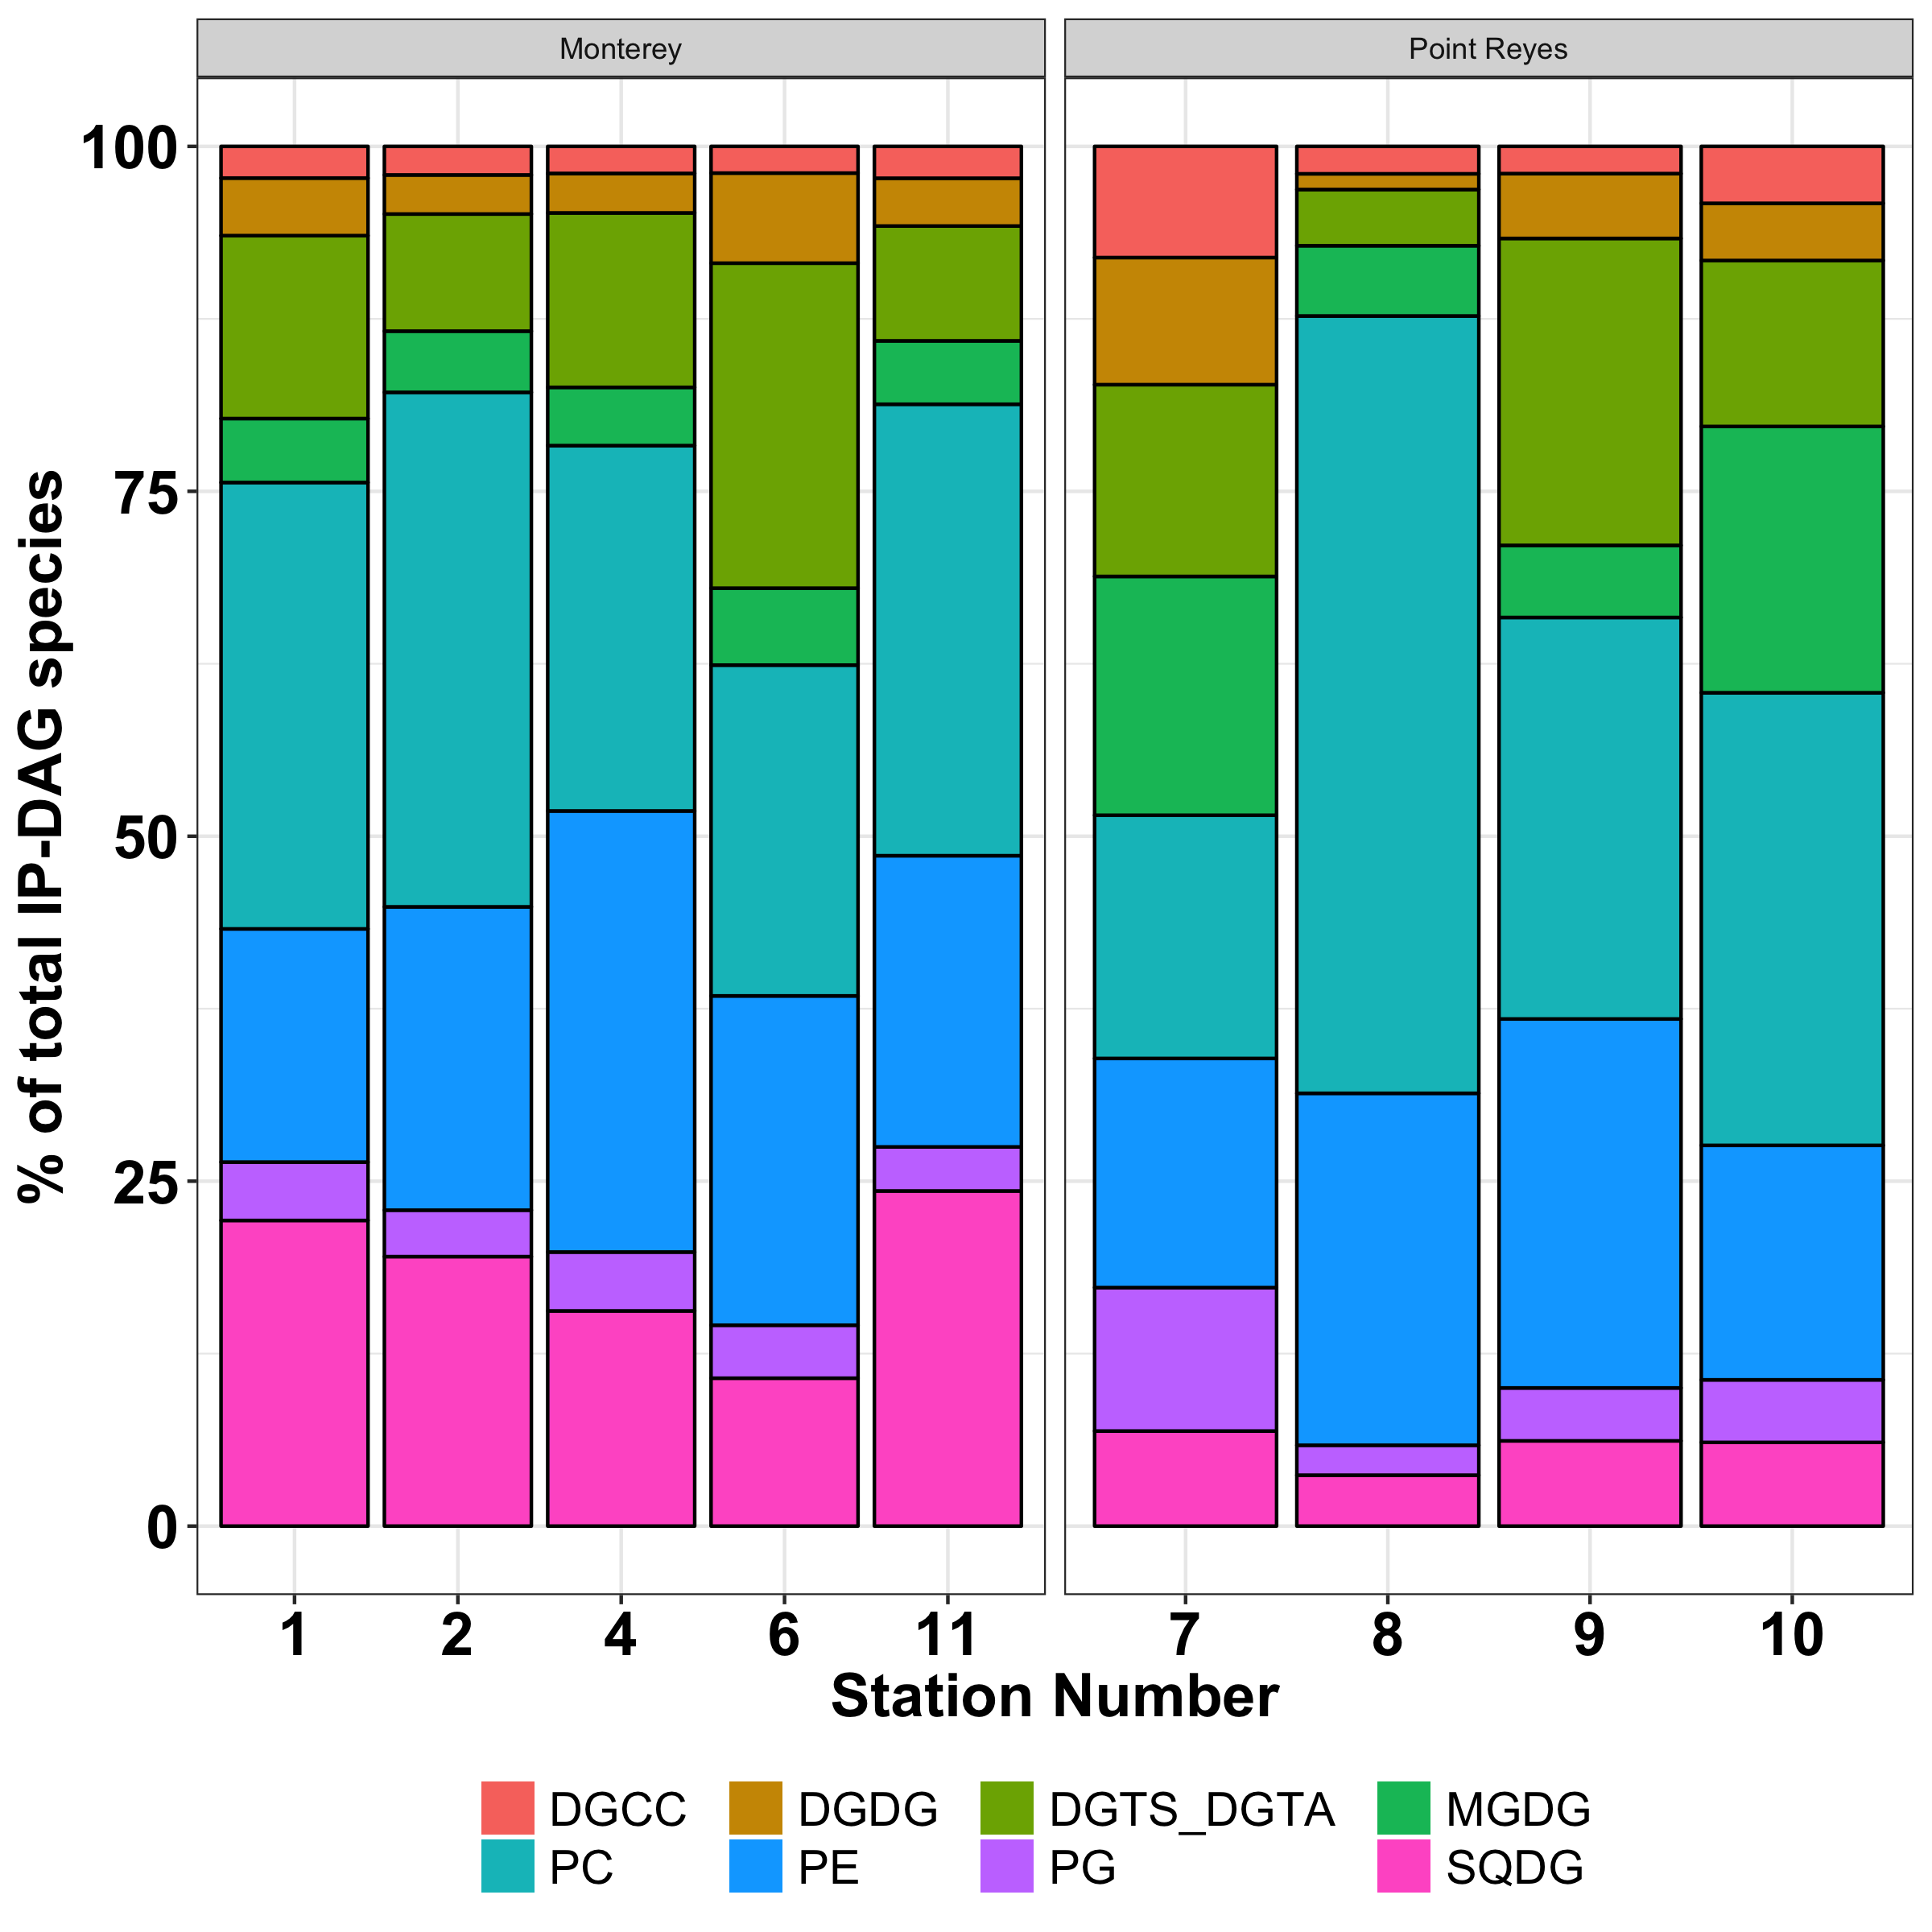 Monterey Point Reyes
% of total IP-DAG species
100
75
50
25
0
1 2 4 6 11 7 8 9 10
Station Number
DGCC DGDG DGTS_DGTA MGDG
PC PE PG SQDG